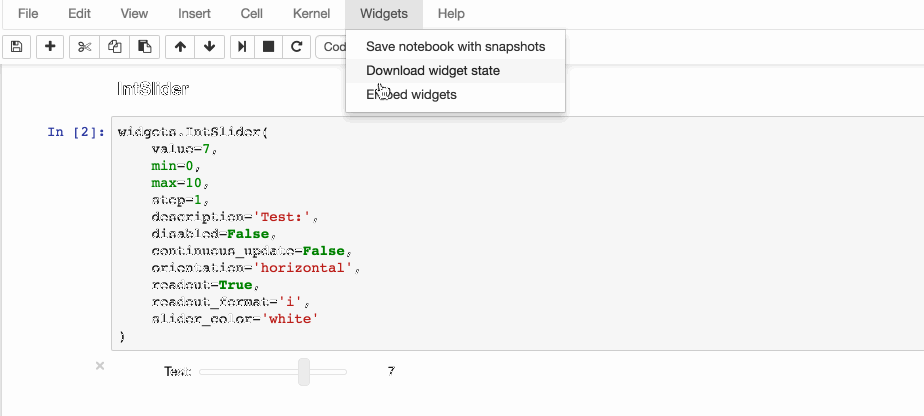 File Edit View Insert Cell Kernel Widgets Help
Cod
Save notebook with snapshots
Download widget state
Embed widgets
IntSlider
In [2]:
widgets.IntSlider(
    value=7,
    min=0,
    max=10,
    step=1,
    description='Test:',
    disabled=False,
    continuous_update=False,
    orientation='horizontal',
    readout=True,
    readout_format='i',
    slider_color='white'
)
Test: 7